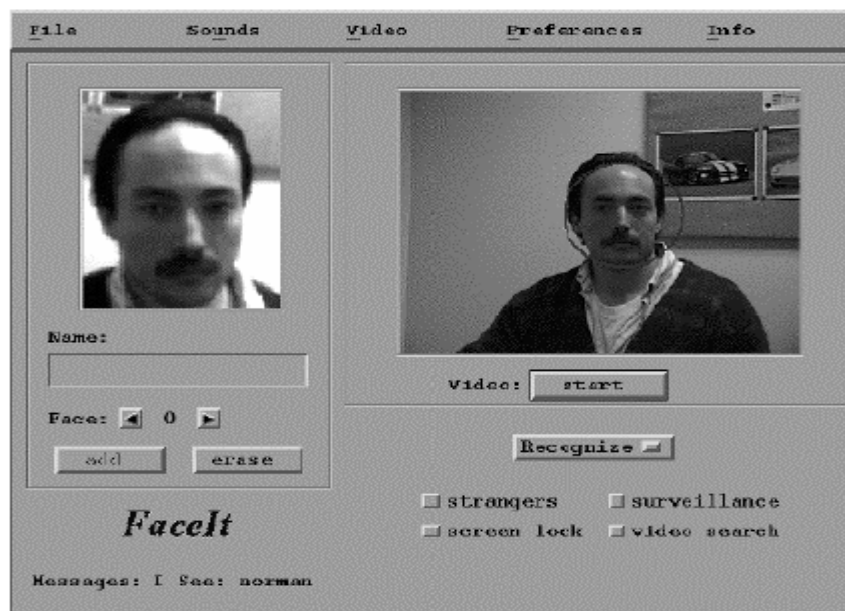 File Sounds Video Preferences Info
Name:
Face: 0
add erase
FaceIt
Messages: I See: norman
Video: start
Recognize
strangers surveillance
screen lock video search